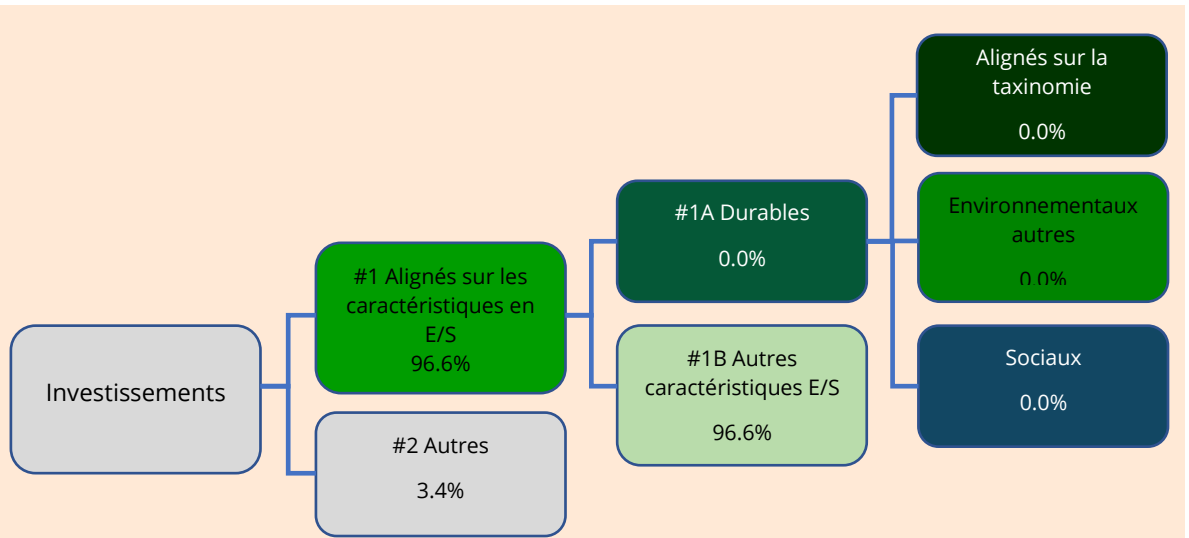 Investissements
#1 Alignés sur les
caractéristiques en
E/S
96.6%
#2 Autres
3.4%
#1A Durables
0.0%
#1B Autres
caractéristiques E/S
96.6%
Alignés sur la
taxinomie
0.0%
Environnementaux
autres
0.0%
Sociaux
0.0%